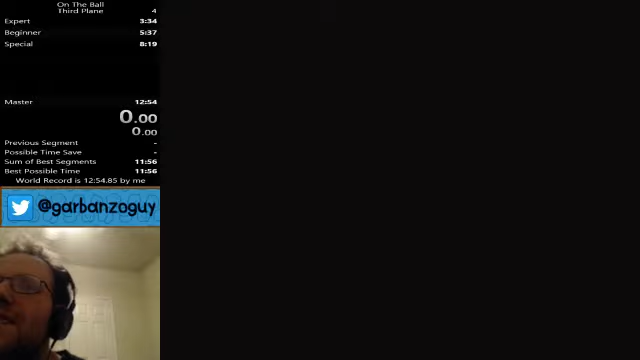 On The Ball
Third Plane 4
Expert 3:34
Beginner 5:37
Special 8:19
Master 12:54
0.00
0.00
Previous Segment -
Possible Time Save -
Sum of Best Segments 11:56
Best Possible Time 11:56
World Record is 12:54.85 by me
@garbanzoguy